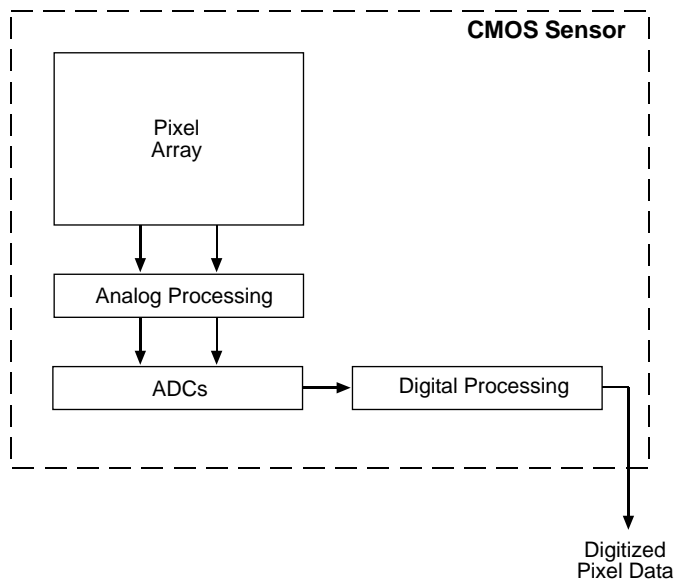 CMOS Sensor
Pixel
Array
Analog Processing
ADCs
Digital Processing
Digitized
Pixel Data